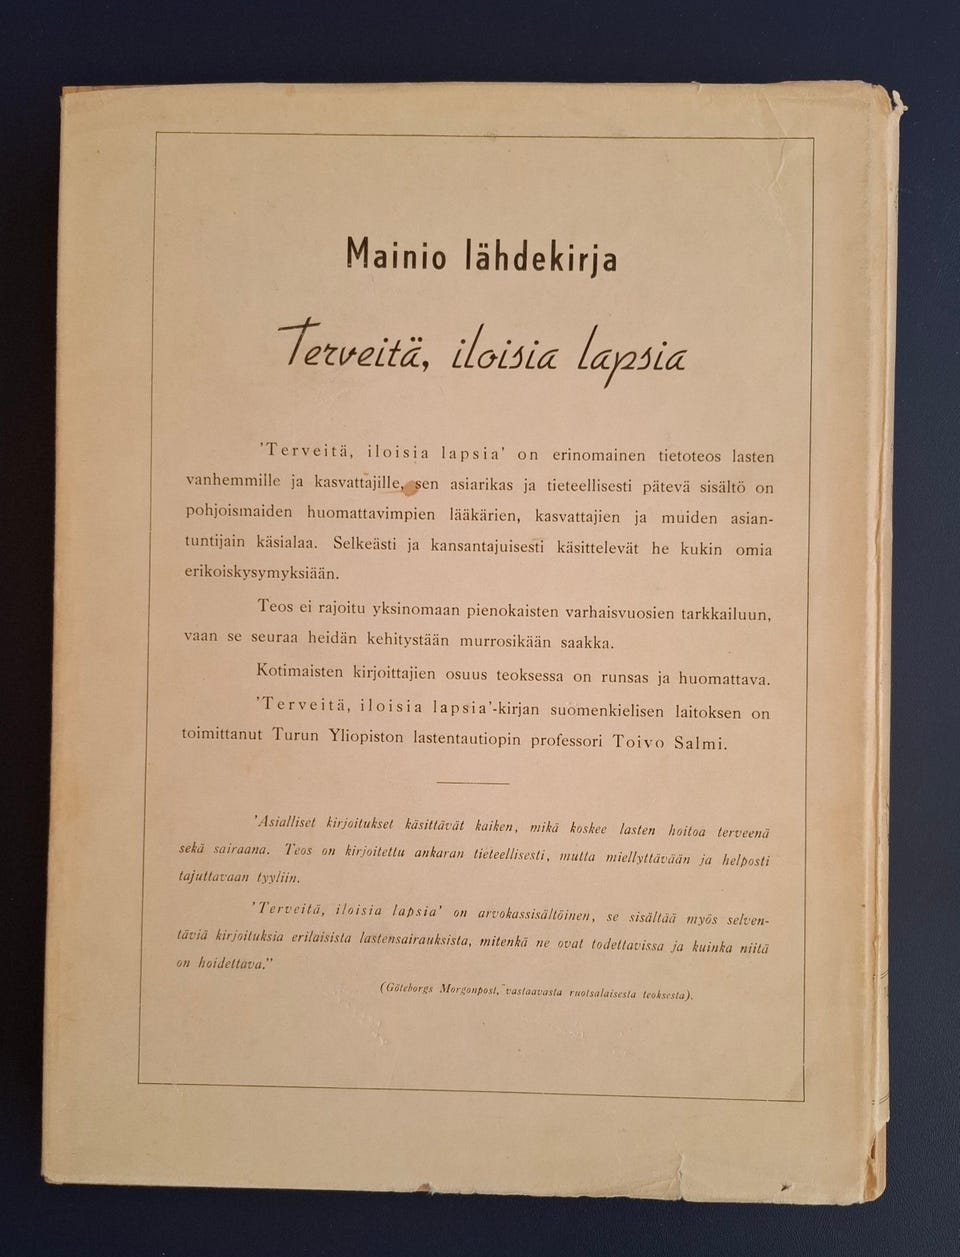 Mainio lähdekirja
Terveitä, iloisia lapsia
'Terveitä, iloisia lapsia' on erinomainen tietoteos lasten
vanhemmille ja kasvattajille, sen asiarikas ja tieteellisesti pätevä sisältö on
pohjoismaiden huomattavimpien lääkärien, kasvattajien ja muiden asian-
tuntijain käsialaa. Selkeästi ja kansantajuisesti käsittelevät he kukin omia
erikoiskysymyksiään.
Teos ei rajoitu yksinomaan pienokaisten varhaisvuosien tarkkailuun,
vaan se seuraa heidän kehitystään murrosikään saakka.
Kotimaisten kirjoittajien osuus teoksessa on runsas ja huomattava.
'Terveitä, iloisia lapsia'-kirjan suomenkielisen laitoksen on
toimittanut Turun Yliopiston lastentautiopin professori Toivo Salmi.
'Asialliset kirjoitukset käsittävät kaiken, mikä koskee lasten hoitoa terveenä
sekä sairaana. Teos on kirjoitettu ankaran tieteellisesti, mutta miellyttävään ja helposti
tajuttavaan tyyliin.
'Terveitä, iloisia lapsia' on arvokassisältöinen, se sisältää myös selven-
täviä kirjoituksia erilaisista lastensairauksista, mitenkä ne ovat todettavissa ja kuinka niitä
on hoidettava.''
(Göteborgs Morgonpost, vastaavasta ruotsalaisesta teoksesta).